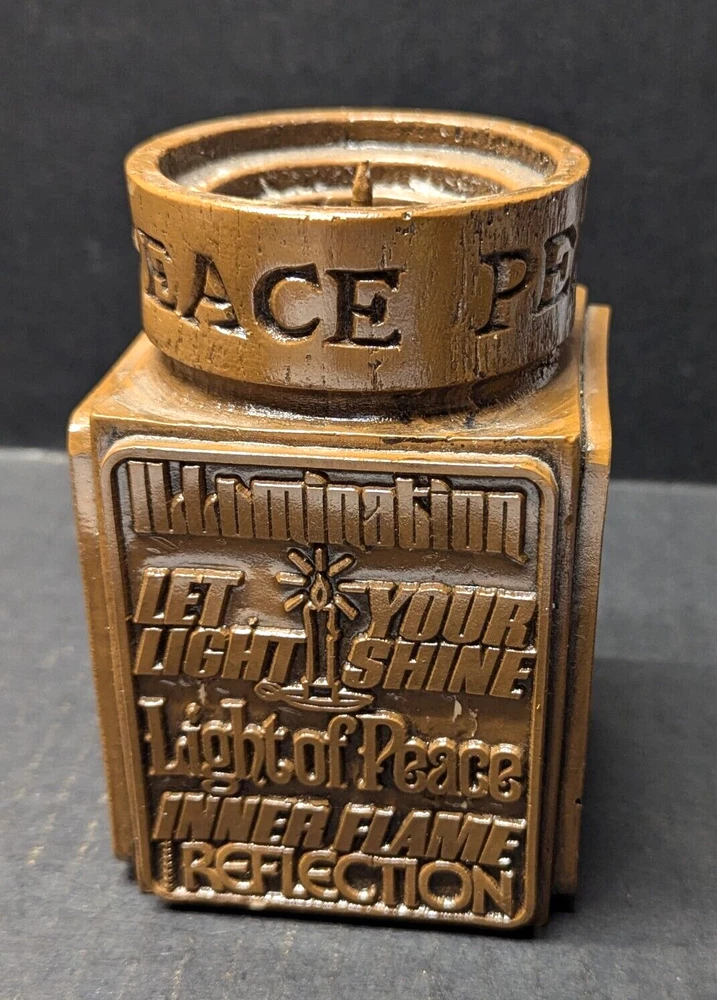 PEACE PE
ILLumination
LET YOUR
LIGHT SHINE
Light of Peace
INNER FLAME
REFLECTION